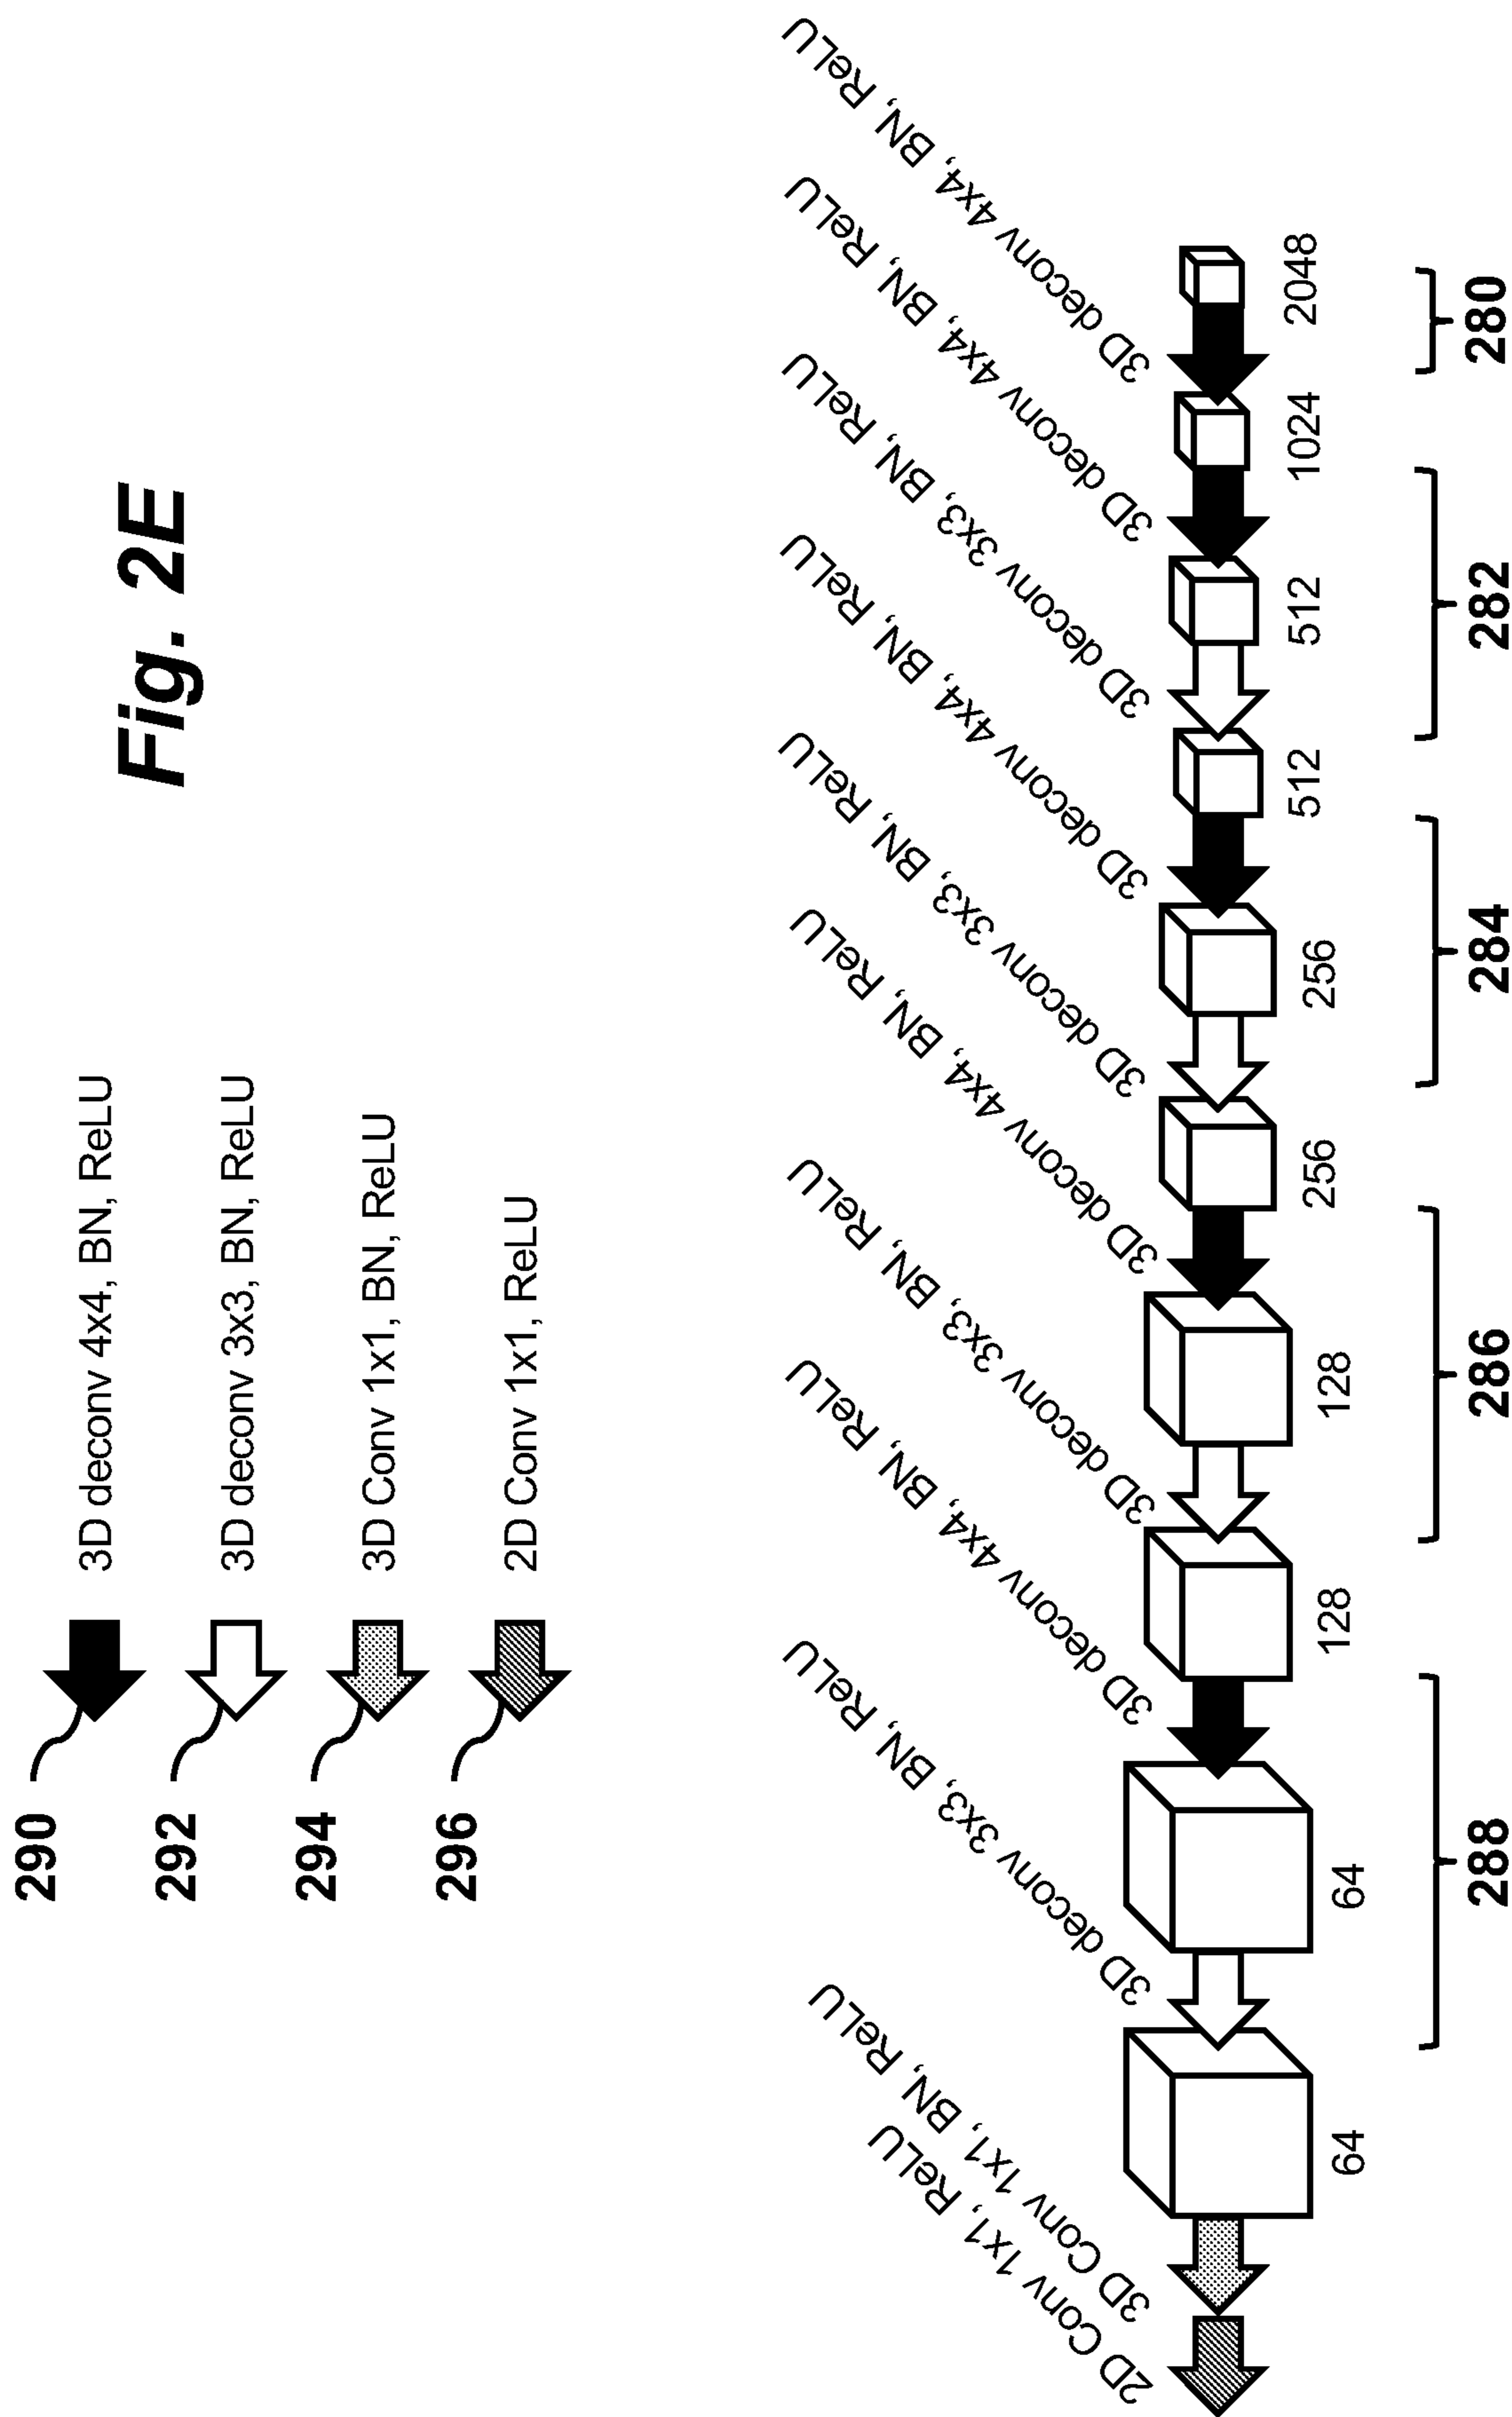 290
3D deconv 4x4, BN, ReLU
292
3D deconv 3x3, BN, ReLU
294
3D Conv 1x1, BN, ReLU
296
2D Conv 1x1, ReLU
Fig. 2E
2D Conv 1x1, ReLU
3D Conv 1x1, BN, ReLU
3D deconv 3x3, BN, ReLU
3D deconv 4x4, BN, ReLU
3D deconv 3x3, BN, ReLU
3D deconv 4x4, BN, ReLU
3D deconv 3x3, BN, ReLU
3D deconv 4x4, BN, ReLU
3D deconv 3x3, BN, ReLU
3D deconv 4x4, BN, ReLU
3D deconv 4x4, BN, ReLU
64
64
128
128
256
256
512
512
1024
2048
288
286
284
282
280